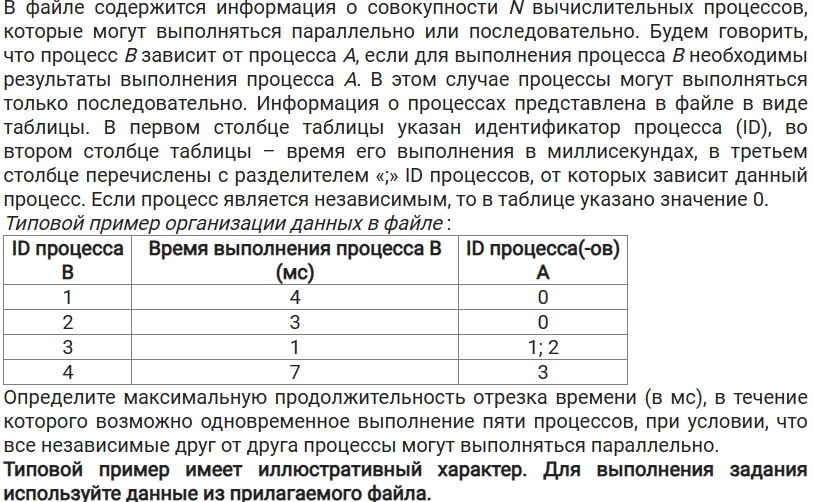 В файле содержится информация о совокупности N вычислительных процессов,
которые могут выполняться параллельно или последовательно. Будем говорить,
что процесс B зависит от процесса A, если для выполнения процесса B необходимы
результаты выполнения процесса A. В этом случае процессы могут выполняться
только последовательно. Информация о процессах представлена в файле в виде
таблицы. В первом столбце таблицы указан идентификатор процесса (ID), во
втором столбце таблицы – время его выполнения в миллисекундах, в третьем
столбце перечислены с разделителем «;» ID процессов, от которых зависит данный
процесс. Если процесс является независимым, то в таблице указано значение 0.
Типовой пример организации данных в файле :
ID процесса B | Время выполнения процесса B (мс) | ID процесса(-ов) A
1 | 4 | 0
2 | 3 | 0
3 | 1 | 1; 2
4 | 7 | 3
Определите максимальную продолжительность отрезка времени (в мс), в течение
которого возможно одновременное выполнение пяти процессов, при условии, что
все независимые друг от друга процессы могут выполняться параллельно.
Типовой пример имеет иллюстративный характер. Для выполнения задания
используйте данные из прилагаемого файла.